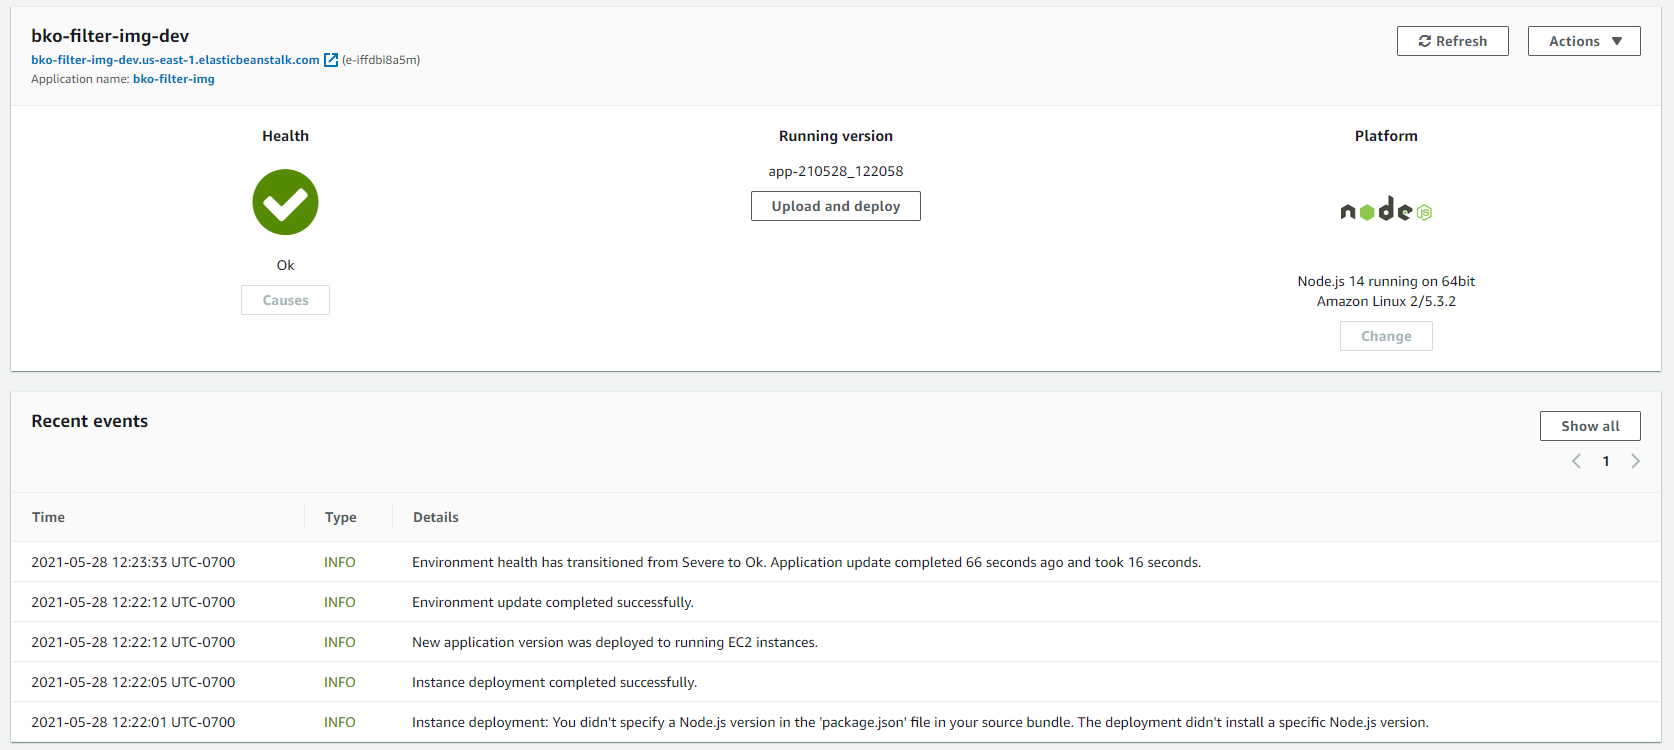 bko-filter-img-dev
bko-filter-img-dev.us-east-1.elasticbeanstalk.com (e-iffdbi8a5m)
Application name: bko-filter-img
Refresh
Actions
Health
Running version
Platform
app-210528_122058
Upload and deploy
node
JS
Ok
Causes
Node.js 14 running on 64bit
Amazon Linux 2/5.3.2
Change
Recent events
Show all
1
Time Type Details
2021-05-28 12:23:33 UTC-0700 INFO Environment health has transitioned from Severe to Ok. Application update completed 66 seconds ago and took 16 seconds.
2021-05-28 12:22:12 UTC-0700 INFO Environment update completed successfully.
2021-05-28 12:22:12 UTC-0700 INFO New application version was deployed to running EC2 instances.
2021-05-28 12:22:05 UTC-0700 INFO Instance deployment completed successfully.
2021-05-28 12:22:01 UTC-0700 INFO Instance deployment: You didn't specify a Node.js version in the 'package.json' file in your source bundle. The deployment didn't install a specific Node.js version.